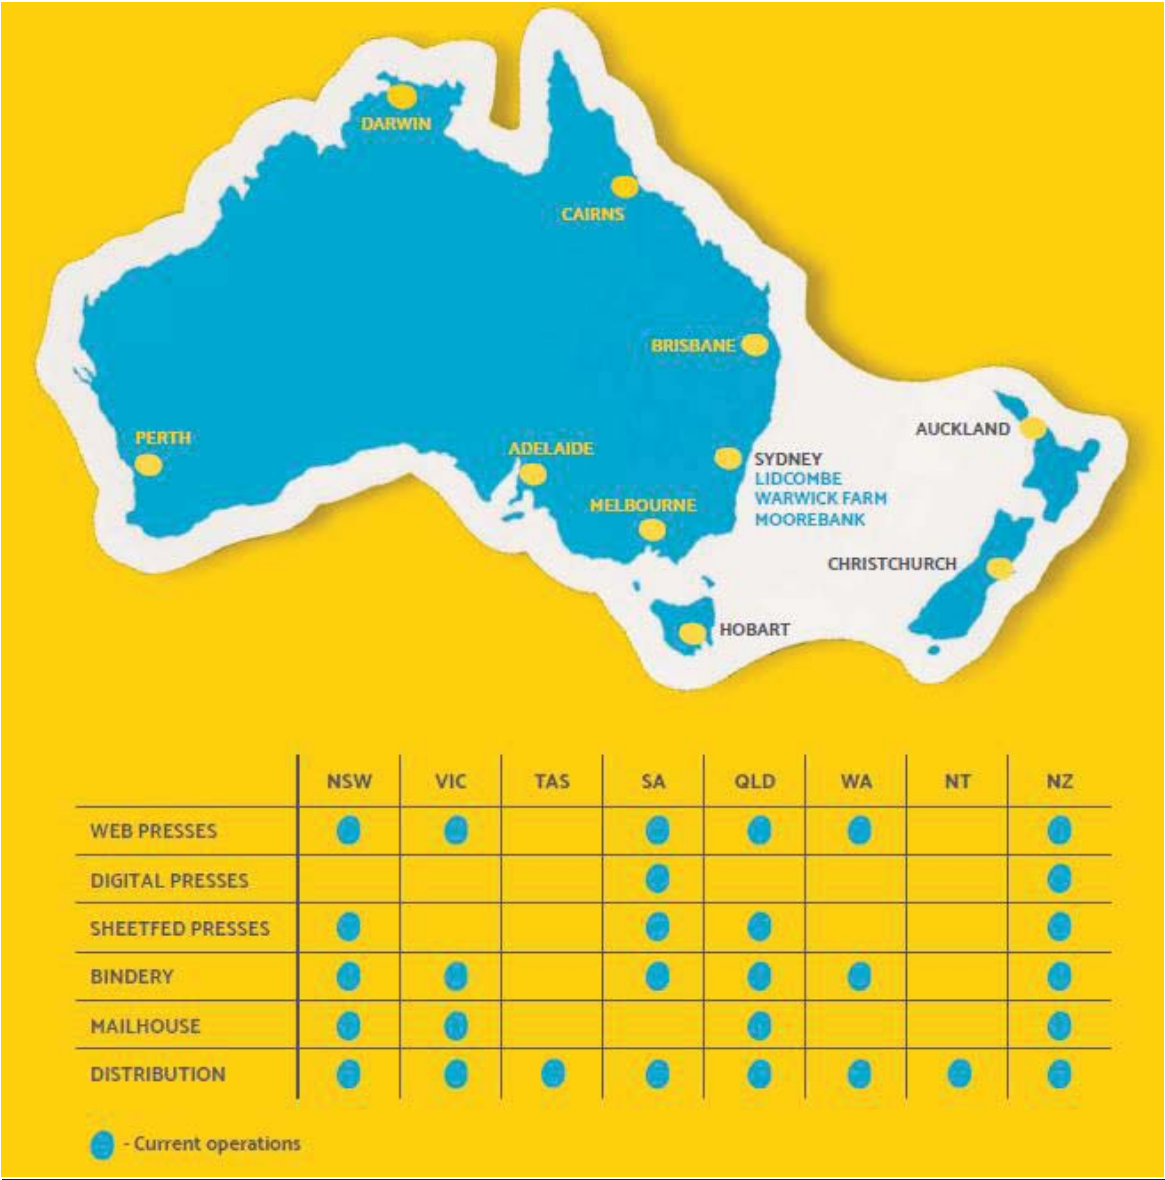 DARWIN
CAIRNS
BRISBANE
PERTH
ADELAIDE
AUCKLAND
SYDNEY
LIDCOMBE
WARWICK FARM
MOOREBANK
MELBOURNE
CHRISTCHURCH
HOBART
NSW VIC TAS SA QLD WA NT NZ
WEB PRESSES
DIGITAL PRESSES
SHEETFED PRESSES
BINDERY
MAILHOUSE
DISTRIBUTION
- Current operations